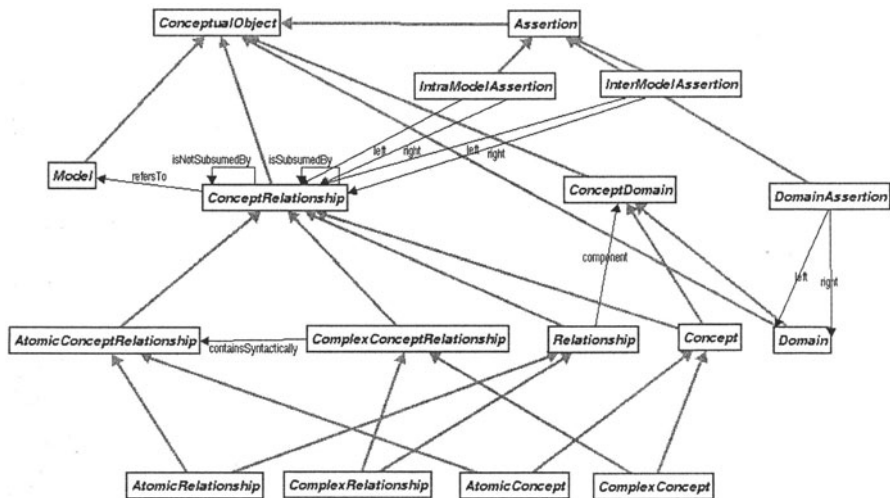 ConceptualObject
Assertion
IntraModelAssertion
InterModelAssertion
left
right
left
right
isNotSubsumedBy
isSubsumedBy
Model
refersTo
ConceptRelationship
ConceptDomain
DomainAssertion
component
left
right
AtomicConceptRelationship
containsSyntactically
ComplexConceptRelationship
Relationship
Concept
Domain
AtomicRelationship
ComplexRelationship
AtomicConcept
ComplexConcept